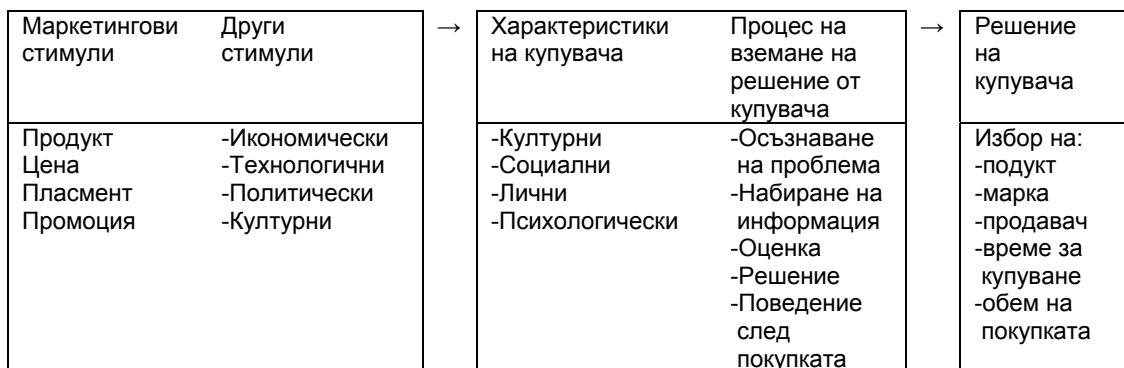 Маркетингови Други → Характеристики Процес на → Решение
стимули стимули на купувача вземане на на
решение от купувача
купувача
Продукт -Икономически -Културни -Осъзнаване Избор на:
Цена -Технологични -Социални на проблема -подукт
Пласмент -Политически -Лични -Набиране на -марка
Промоция -Културни -Психологически информация -продавач
-Оценка -време за
-Решение купуване
-Поведение -обем на
след покупката
покупката